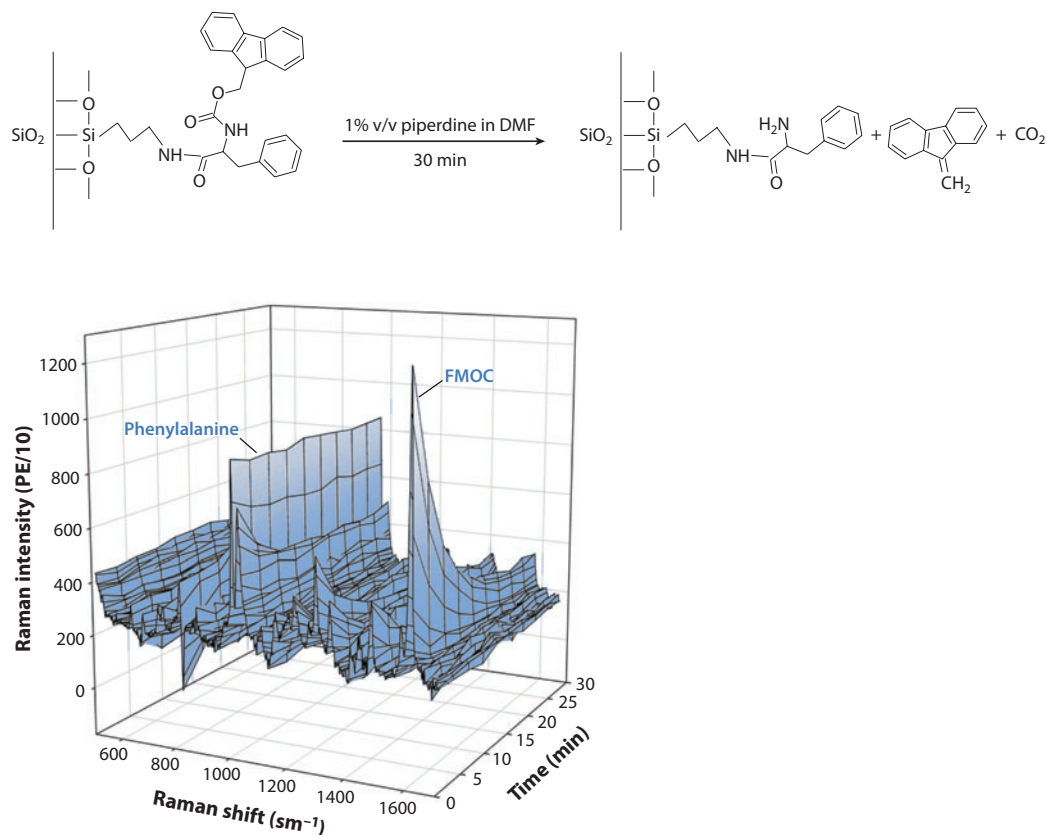 O
O
NH
O
SiO2
Si
NH
O
O
1% v/v piperdine in DMF
30 min
SiO2
O
Si
O
NH
H2N
O
+
CH2
+ CO2
Raman intensity (PE/10)
1200
1000
800
600
400
200
0
Phenylalanine
FMOC
600
800
1000
1200
1400
1600
Raman shift (sm−1)
0
5
10
15
20
25
30
Time (min)